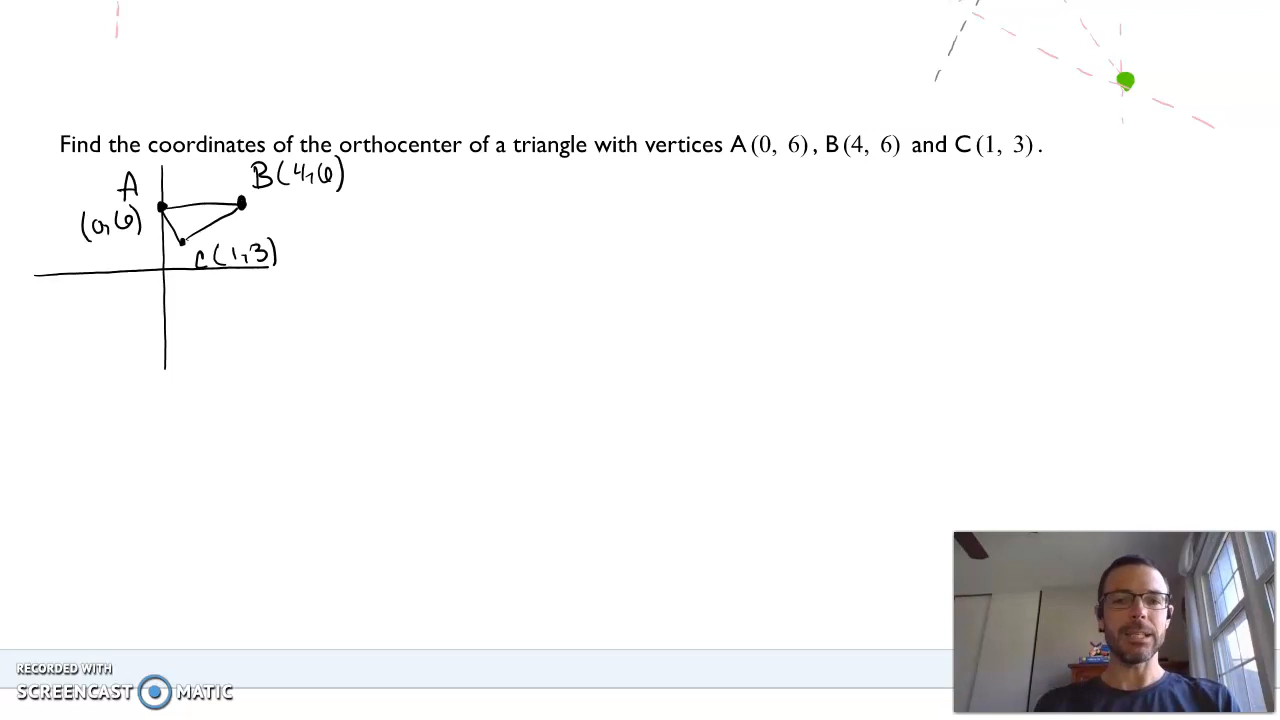 Find the coordinates of the orthocenter of a triangle with vertices A (0, 6), B (4, 6) and C (1, 3).
B(4,6)
A
(0,6)
C(1,3)
RECORDED WITH
SCREENCAST MATIC